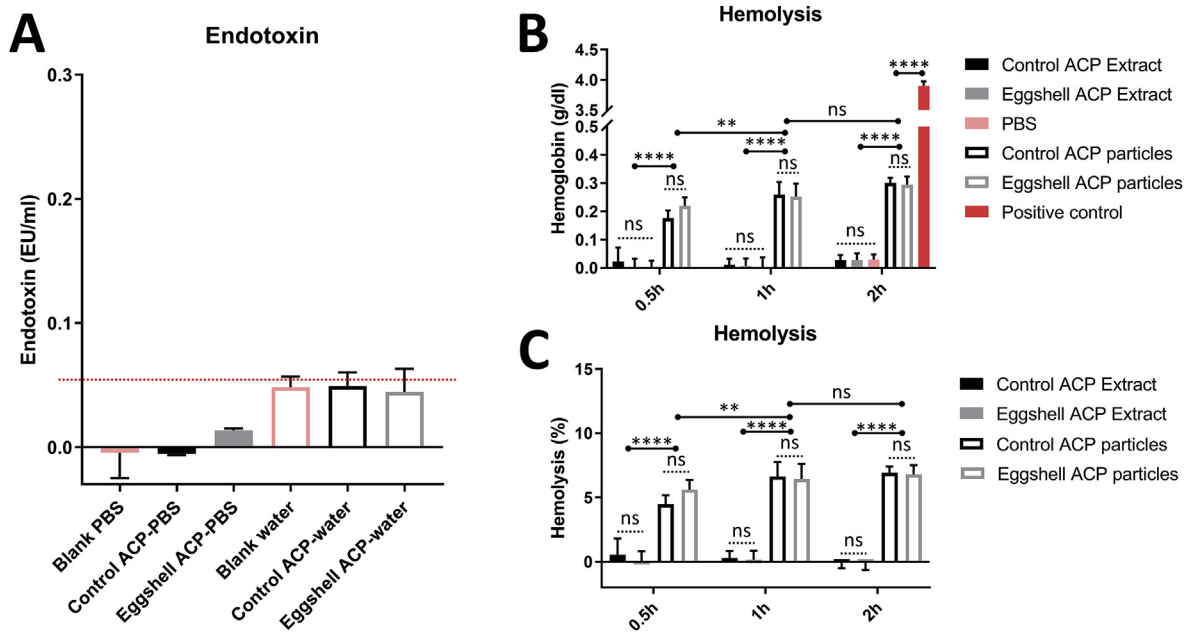 A
Endotoxin
Endotoxin (EU/ml)
0.3
0.2
0.1
0.0
Blank PBS
Control ACP-PBS
Eggshell ACP-PBS
Blank water
Control ACP-water
Eggshell ACP-water
B
Hemolysis
Hemoglobin (g/dl)
4.5
4.0
3.5
0.5
0.4
0.3
0.2
0.1
0.0
ns
****
ns
**
ns
****
ns
ns
ns
****
ns
****
0.5h
1h
2h
Control ACP Extract
Eggshell ACP Extract
PBS
Control ACP particles
Eggshell ACP particles
Positive control
C
Hemolysis
Hemolysis (%)
15
10
5
0
ns
****
ns
**
ns
****
ns
ns
ns
****
ns
0.5h
1h
2h
Control ACP Extract
Eggshell ACP Extract
Control ACP particles
Eggshell ACP particles